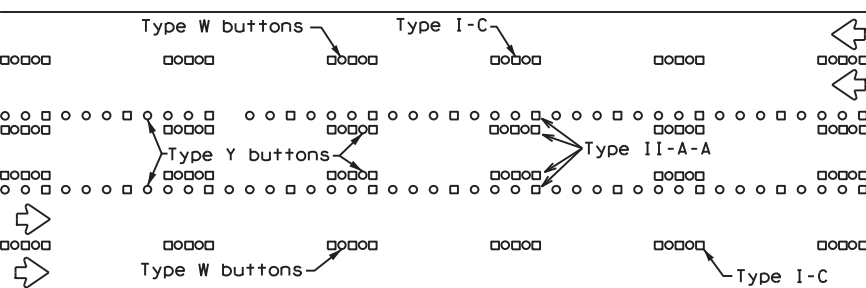 Type W buttons
Type I-C
Type Y buttons
Type II-A-A
Type W buttons
Type I-C